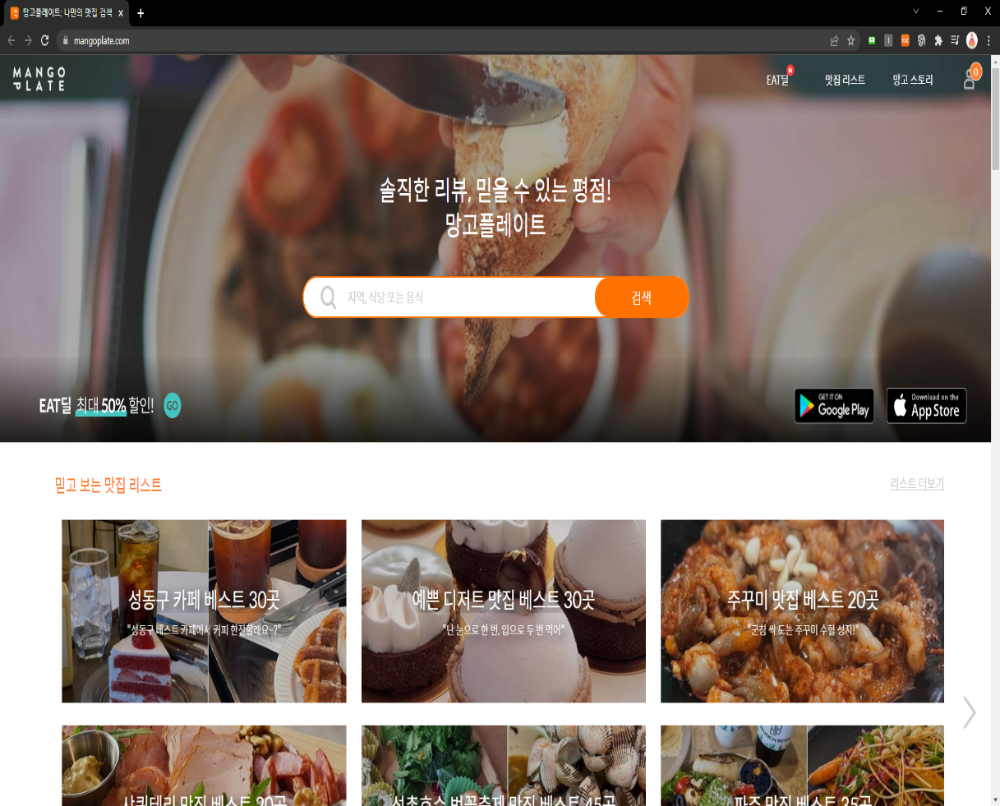 망고플레이트: 나만의 맛집 검색
mangoplate.com
MANGO
PLATE
EAT딜
N
맛집 리스트
망고 스토리
0
솔직한 리뷰, 믿을 수 있는 평점!
망고플레이트
지역, 식당 또는 음식
검색
EAT딜 최대 50% 할인!
GO
GET IT ON
Google Play
Download on the
App Store
믿고 보는 맛집 리스트
리스트 더보기
성동구 카페 베스트 30곳
"성동구 베스트 카페에서 커피 한잔할래요~?"
예쁜 디저트 맛집 베스트 30곳
"난 눈으로 한 번, 입으로 두 번 먹어"
주꾸미 맛집 베스트 20곳
"군침 싹 도는 주꾸미 수혈 성지!"
샤퀴테리 맛집 베스트 20곳
석촌호수 벚꽃축제 맛집 베스트 45곳
파주 맛집 베스트 35곳